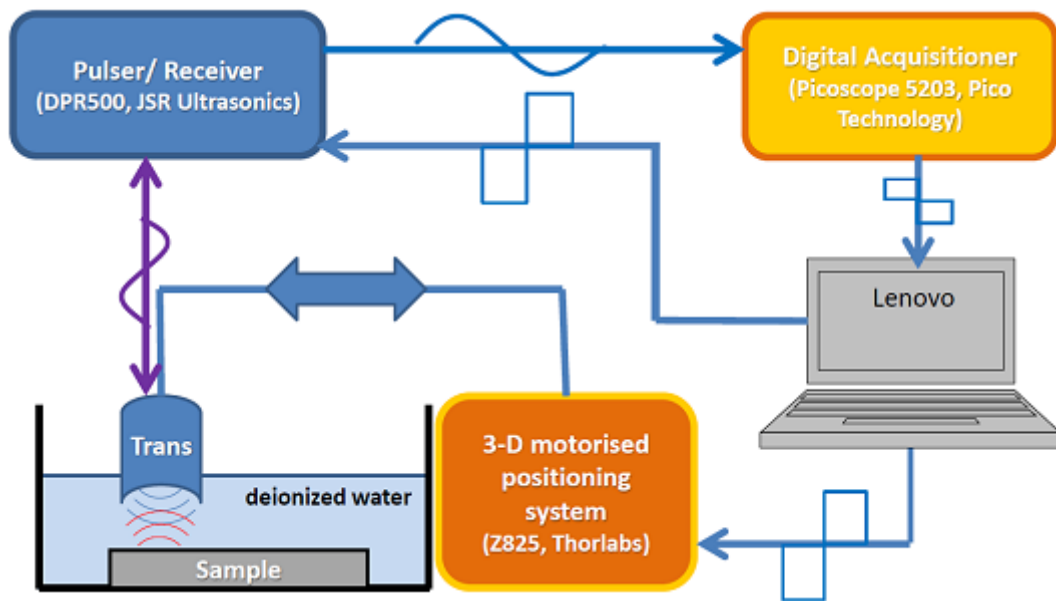 Pulser/ Receiver
(DPR500, JSR Ultrasonics)
Digital Acquisitioner
(Picoscope 5203, Pico
Technology)
Lenovo
Trans
deionized water
Sample
3-D motorised
positioning
system
(Z825, Thorlabs)